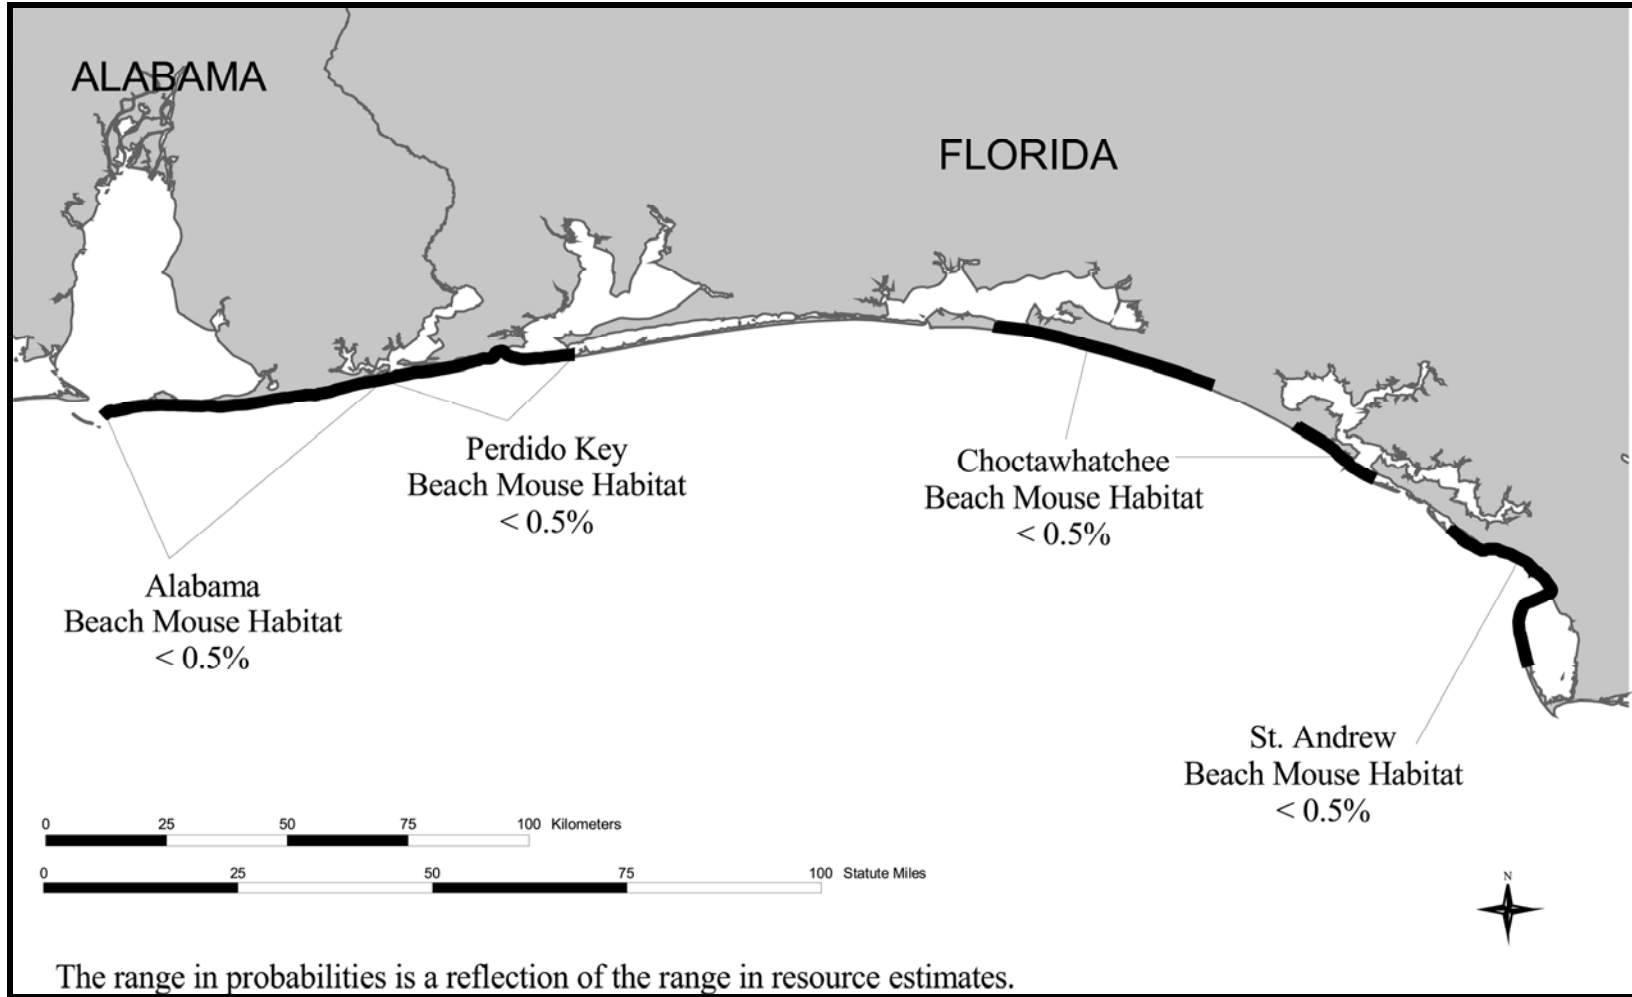 ALABAMA
FLORIDA
Perdido Key
Beach Mouse Habitat
< 0.5%
Choctawhatchee
Beach Mouse Habitat
< 0.5%
Alabama
Beach Mouse Habitat
< 0.5%
St. Andrew
Beach Mouse Habitat
< 0.5%
0 25 50 75 100 Kilometers
0 25 50 75 100 Statute Miles
N
The range in probabilities is a reflection of the range in resource estimates.